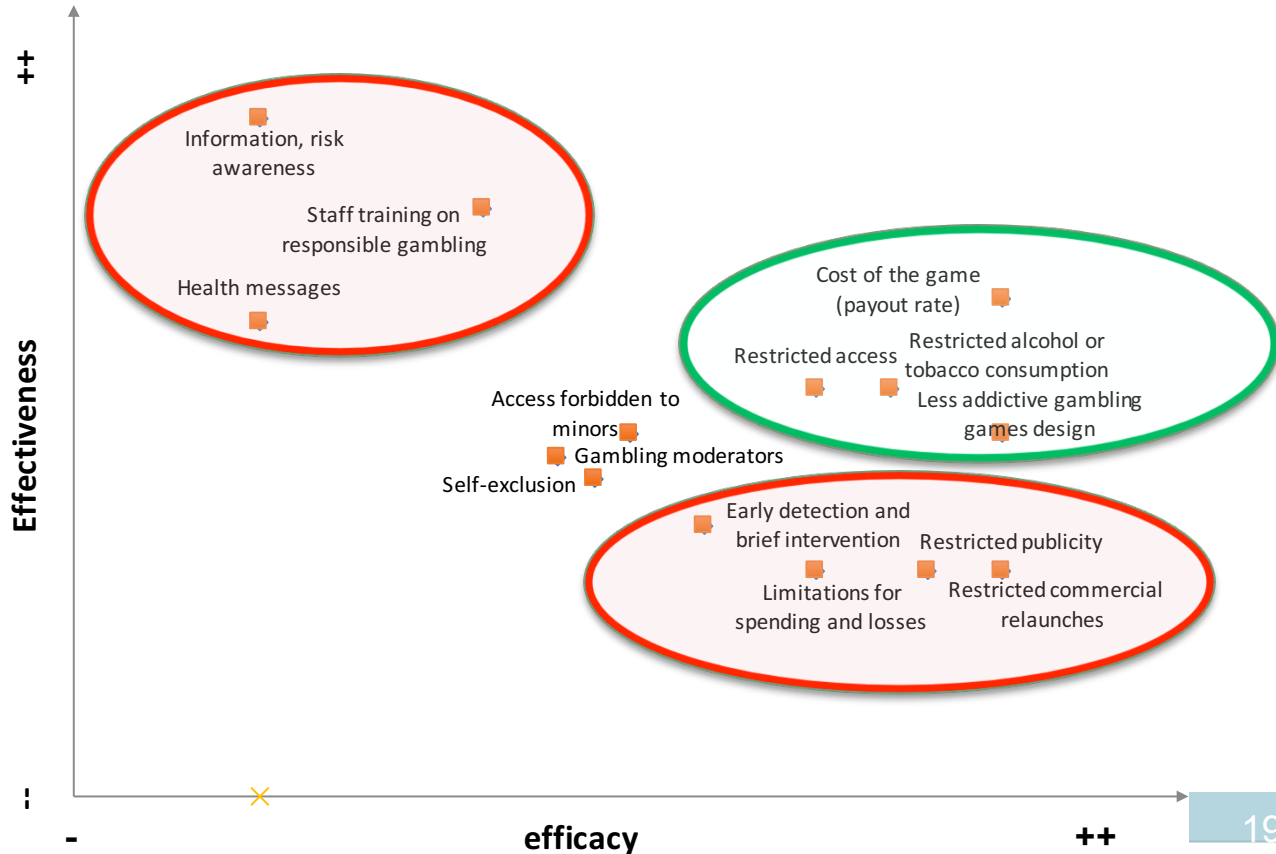 ++
Information, risk
awareness
Staff training on
responsible gambling
Health messages
Cost of the game
(payout rate)
Restricted access
Restricted alcohol or
tobacco consumption
Less addictive gambling
games design
Access forbidden to
minors
Gambling moderators
Self-exclusion
Early detection and
brief intervention
Restricted publicity
Limitations for
spending and losses
Restricted commercial
relaunches
Effectiveness
--
-
efficacy
++
19